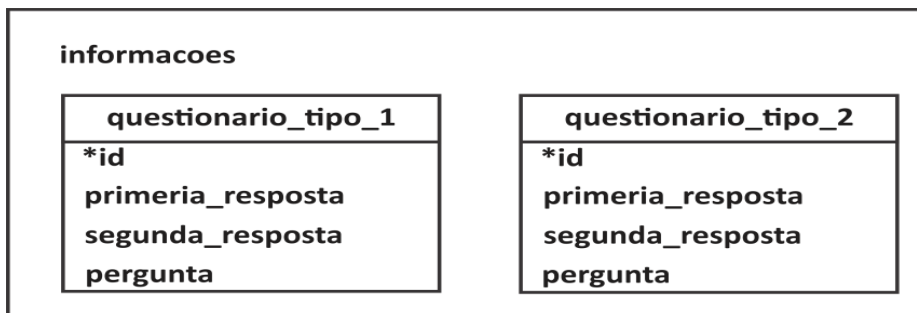 informacoes
questionario_tipo_1
*id
primeria_resposta
segunda_resposta
pergunta
questionario_tipo_2
*id
primeria_resposta
segunda_resposta
pergunta